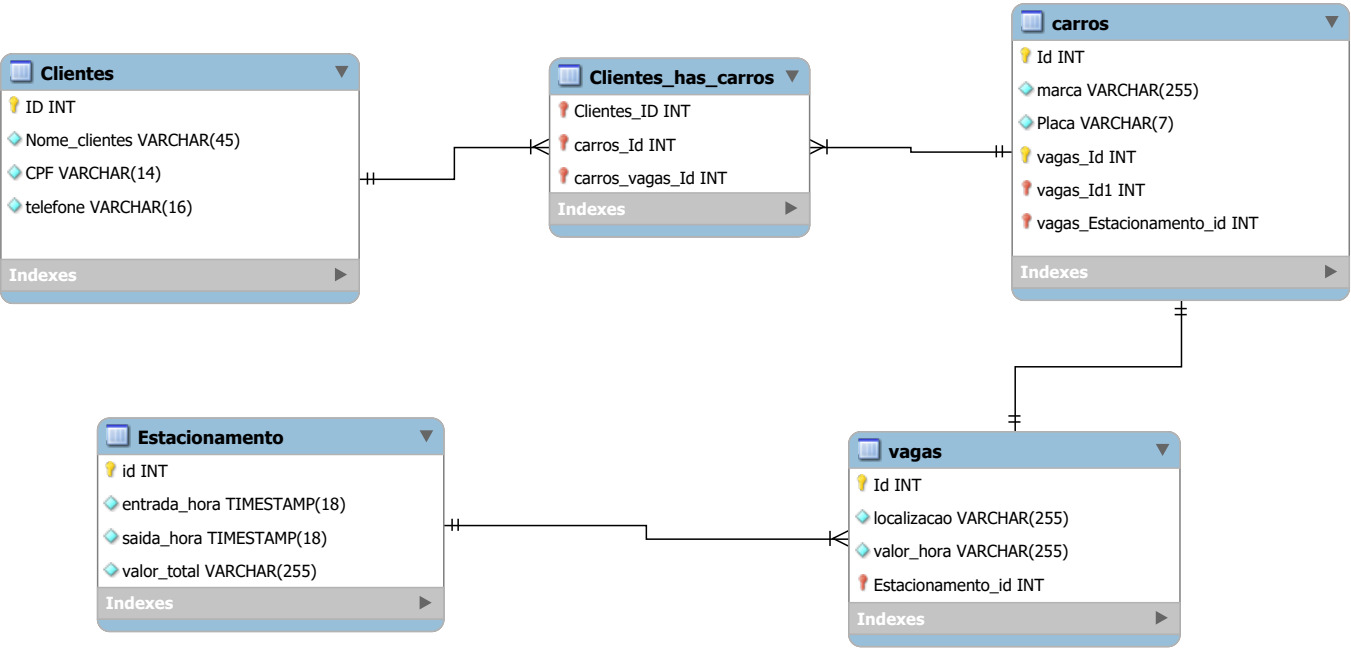 Clientes
ID INT
Nome_clientes VARCHAR(45)
CPF VARCHAR(14)
telefone VARCHAR(16)
Indexes
Clientes_has_carros
Clientes_ID INT
carros_Id INT
carros_vagas_Id INT
Indexes
carros
Id INT
marca VARCHAR(255)
Placa VARCHAR(7)
vagas_Id INT
vagas_Id1 INT
vagas_Estacionamento_id INT
Indexes
Estacionamento
id INT
entrada_hora TIMESTAMP(18)
saida_hora TIMESTAMP(18)
valor_total VARCHAR(255)
Indexes
vagas
Id INT
localizacao VARCHAR(255)
valor_hora VARCHAR(255)
Estacionamento_id INT
Indexes